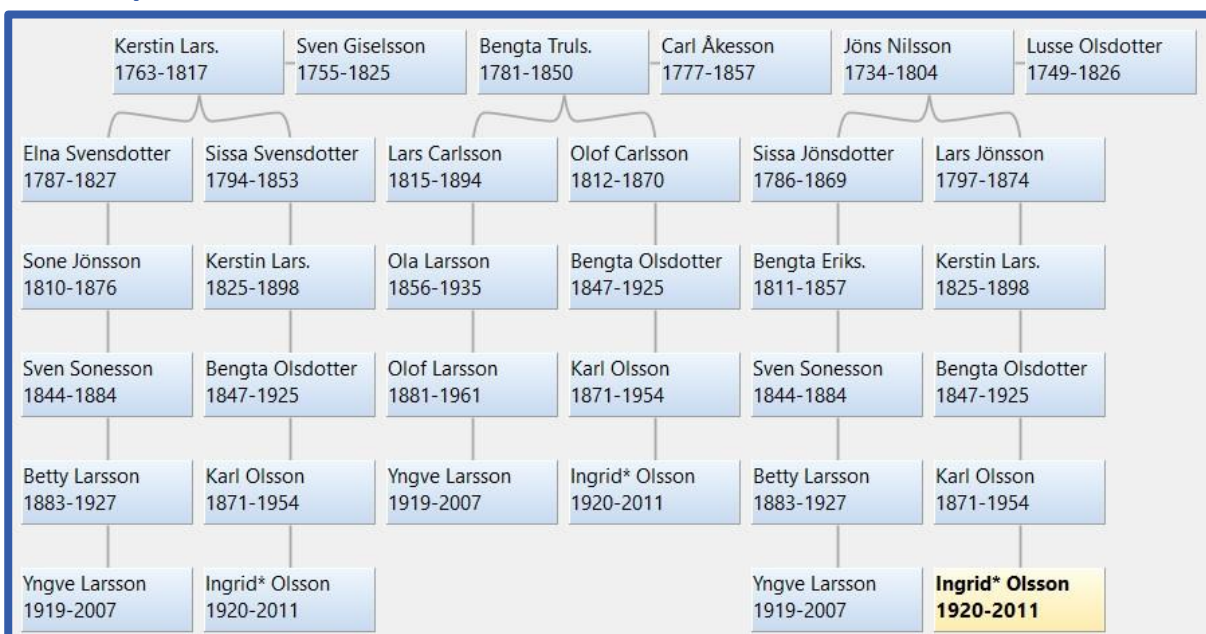 Kerstin Lars.
1763-1817
Sven Giselsson
1755-1825
Bengta Truls.
1781-1850
Carl Åkesson
1777-1857
Jöns Nilsson
1734-1804
Lusse Olsdotter
1749-1826
Elna Svensdotter
1787-1827
Sissa Svensdotter
1794-1853
Lars Carlsson
1815-1894
Olof Carlsson
1812-1870
Sissa Jönsdotter
1786-1869
Lars Jönsson
1797-1874
Sone Jönsson
1810-1876
Kerstin Lars.
1825-1898
Ola Larsson
1856-1935
Bengta Olsdotter
1847-1925
Bengta Eriks.
1811-1857
Kerstin Lars.
1825-1898
Sven Sonesson
1844-1884
Bengta Olsdotter
1847-1925
Olof Larsson
1881-1961
Karl Olsson
1871-1954
Sven Sonesson
1844-1884
Bengta Olsdotter
1847-1925
Betty Larsson
1883-1927
Karl Olsson
1871-1954
Yngve Larsson
1919-2007
Ingrid* Olsson
1920-2011
Betty Larsson
1883-1927
Karl Olsson
1871-1954
Yngve Larsson
1919-2007
Ingrid* Olsson
1920-2011
Yngve Larsson
1919-2007
Ingrid* Olsson
1920-2011